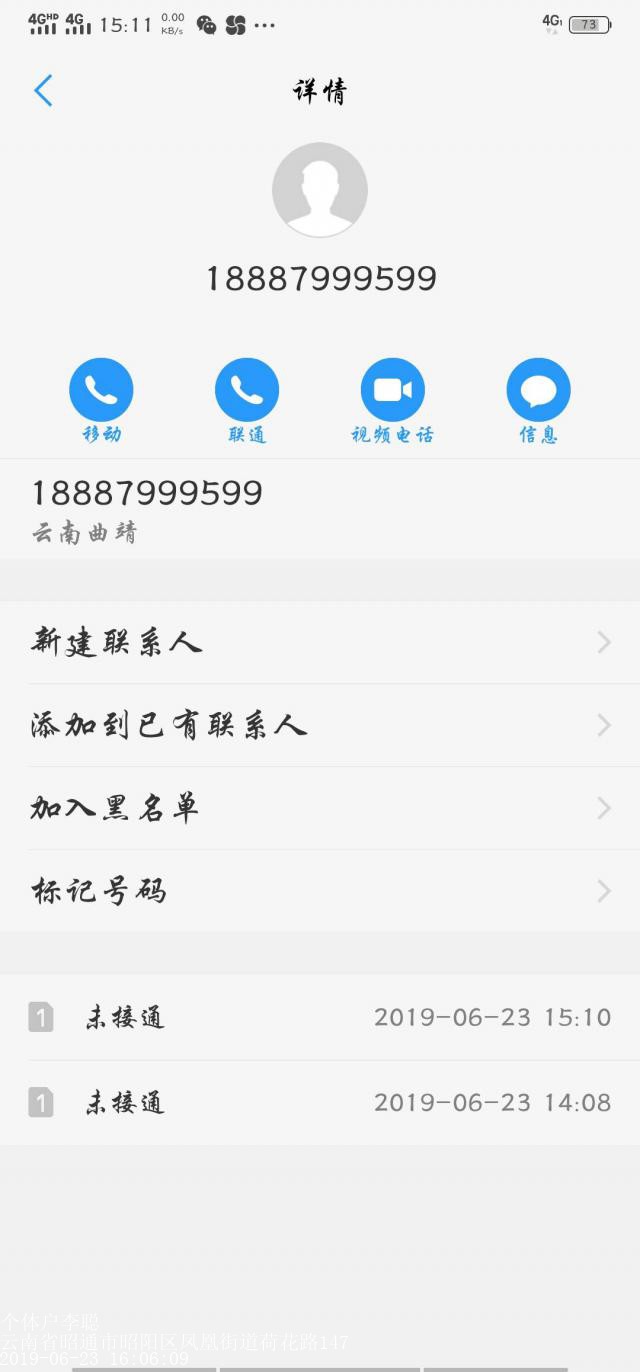 4GHD 4G 15:11 0.00 KB/s ... 4G1 73
详情
18887999599
移动 联通 视频电话 信息
18887999599
云南曲靖
新建联系人
添加到已有联系人
加入黑名单
标记号码
1 未接通 2019-06-23 15:10
1 未接通 2019-06-23 14:08
个体户李聪
云南省昭通市昭阳区凤凰街道荷花路147
2019-06-23 16:06:09